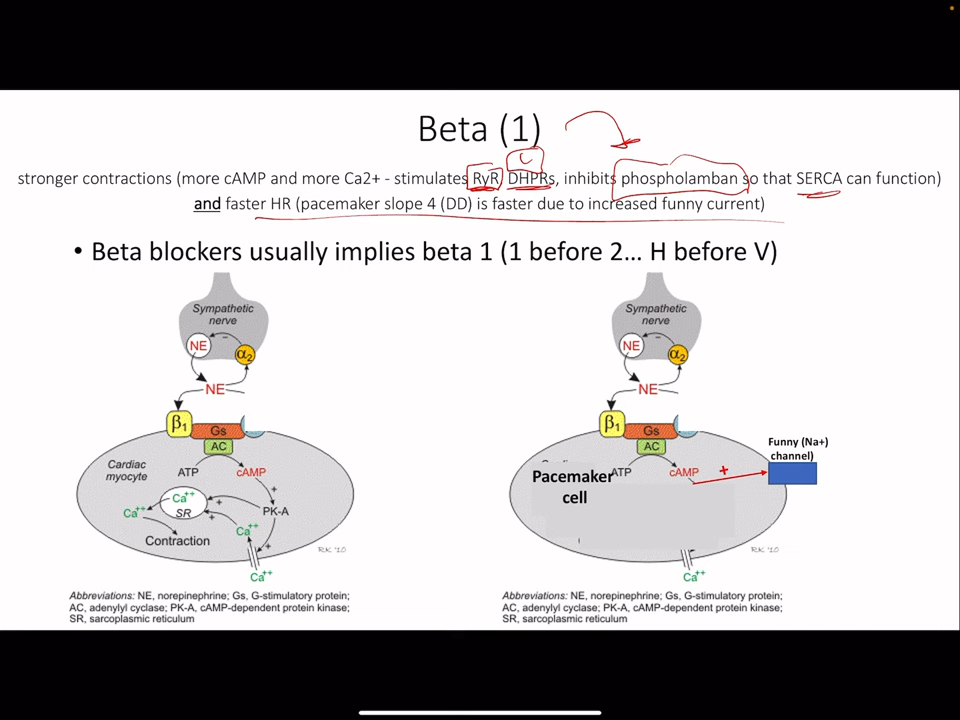 Beta (1)
stronger contractions (more cAMP and more Ca2+ - stimulates RyR, DHPRs, inhibits phospholamban so that SERCA can function)
and faster HR (pacemaker slope 4 (DD) is faster due to increased funny current)
• Beta blockers usually implies beta 1 (1 before 2... H before V)
Sympathetic
nerve
NE
α2
NE
β1
Gs
AC
Cardiac
myocyte
ATP
cAMP
+
Ca++
SR
+
PK-A
Ca++
+
Ca++
+
Contraction
RK '10
Ca++
Abbreviations: NE, norepinephrine; Gs, G-stimulatory protein;
AC, adenylyl cyclase; PK-A, cAMP-dependent protein kinase;
SR, sarcoplasmic reticulum
Sympathetic
nerve
NE
α2
NE
β1
Gs
AC
Funny (Na+)
channel)
Pacemaker
cell
ATP
cAMP
+
RK '10
Ca++
Abbreviations: NE, norepinephrine; Gs, G-stimulatory protein;
AC, adenylyl cyclase; PK-A, cAMP-dependent protein kinase;
SR, sarcoplasmic reticulum